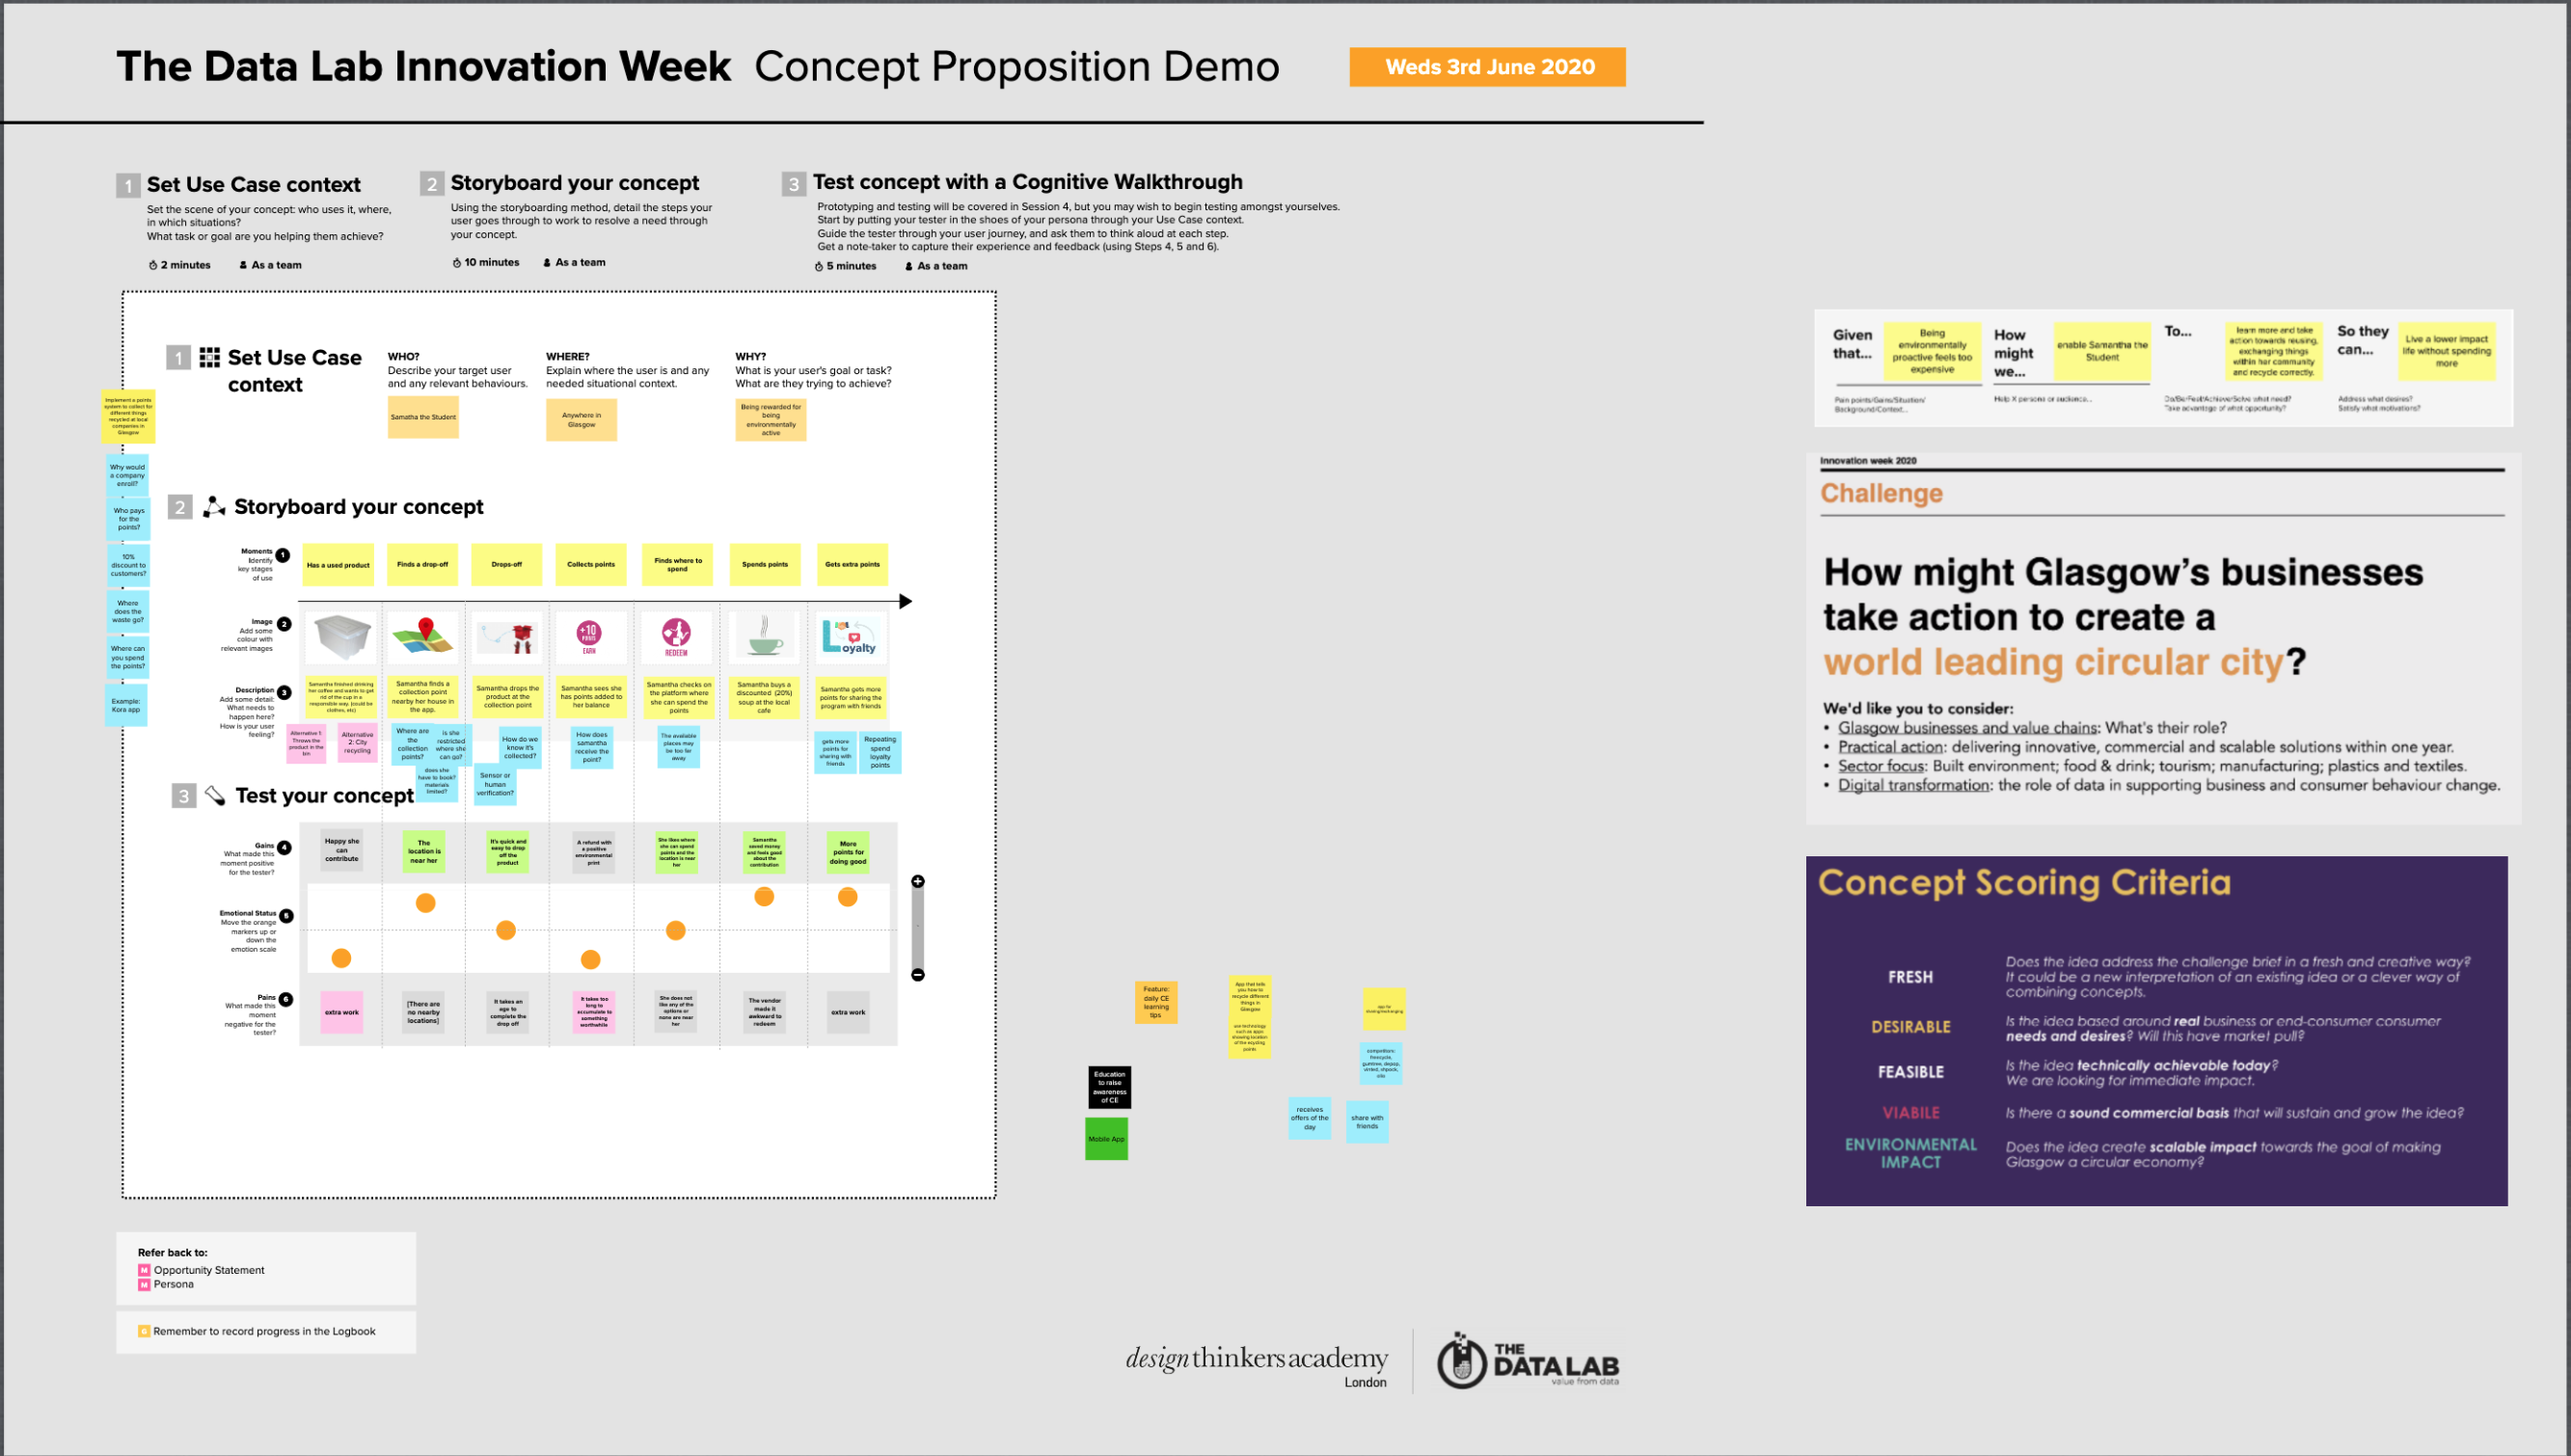 The Data Lab Innovation Week Concept Proposition Demo
Weds 3rd June 2020
1 Set Use Case context
Set the scene of your concept: who uses it, where,
in which situations?
What task or goal are you helping them achieve?
2 minutes As a team
2 Storyboard your concept
Using the storyboarding method, detail the steps your
user goes through to work to resolve a need through
your concept.
10 minutes As a team
3 Test concept with a Cognitive Walkthrough
Prototyping and testing will be covered in Session 4, but you may wish to begin testing amongst yourselves.
Start by putting your tester in the shoes of your persona through your Use Case context.
Guide the tester through your user journey, and ask them to think aloud at each step.
Get a note-taker to capture their experience and feedback (using Steps 4, 5 and 6).
5 minutes As a team
1 Set Use Case
context
WHO?
Describe your target user
and any relevant behaviours.
Samatha the Student
WHERE?
Explain where the user is and any
needed situational context.
Anywhere in
Glasgow
WHY?
What is your user's goal or task?
What are they trying to achieve?
Being rewarded for
being
environmentally
active
Implement a points
system to collect for
different things
recycled at local
companies in
Glasgow
Why would
a company
enroll?
Who pays
for the
points?
10%
discount to
customers?
Where
does the
waste go?
Where can
you spend
the points?
Example:
Kora app
2 Storyboard your concept
Moments 1
Identify
key stages
of use
Has a used product
Finds a drop-off
Drops-off
Collects points
Finds where to
spend
Spends points
Gets extra points
Image 2
Add some
colour with
relevant images
+10
POINTS
EARN
REDEEM
Loyalty
Description 3
Add some detail:
What needs to
happen here?
How is your user
feeling?
Samantha finished drinking
her coffee and wants to get
rid of the cup in a
responsible way. (could be
clothes, etc)
Samantha finds a
collection point
nearby her house in
the app.
Samantha drops the
product at the
collection point
Samantha sees she
has points added to
her balance
Samantha checks on
the platform where
she can spend the
points
Samantha buys a
discounted (20%)
soup at the local
cafe
Samantha gets more
points for sharing the
program with friends
Alternative 1:
Throws the
product in the
bin
Alternative
2: City
recycling
Where are
the
collection
points?
is she
restricted
where she
can go?
does she
have to book?
materials
limited?
How do we
know it's
collected?
Sensor or
human
verification?
How does
samantha
receive the
point?
The available
places may
be too far
away
gets more
points for
sharing with
friends
Repeating
spend
loyalty
points
3 Test your concept
Gains 4
What made this
moment positive
for the tester?
Happy she
can
contribute
The
location is
near her
It's quick and
easy to drop
off the
product
A refund with
a positive
environmental
print
She likes where
she can spend
points and the
location is near
her
Samantha
saved money
and feels good
about the
contribution
More
points for
doing good
Emotional Status 5
Move the orange
markers up or
down the
emotion scale
Pains 6
What made this
moment
negative for the
tester?
extra work
[There are
no nearby
locations]
It takes an
age to
complete the
drop off
It takes too
long to
accumulate to
something
worthwhile
She does not
like any of the
options or
none are near
her
The vendor
made it
awkward to
redeem
extra work
Feature:
daily CE
learning
tips
App that tells
you how to
recycle different
things in
Glasgow
use technology
such as apps
showing location
of the recycling
points
app for
sharing/exchanging
competitors:
freecycle,
gumtree, depop,
vinted, shpock,
olio
Education
to raise
awareness
of CE
Mobile App
receives
offers of the
day
share with
friends
Refer back to:
M Opportunity Statement
M Persona
Remember to record progress in the Logbook
designthinkersacademy
London
THE
DATALAB
value from data
Given
that...
Being
environmentally
proactive feels too
expensive
Pain points/Gains/Situation/
Background/Context...
How
might
we...
enable Samantha the
Student
Help X persona or audience...
To...
learn more and take
action towards reusing,
exchanging things
within her community
and recycle correctly.
Do/Be/Feel/Achieve/Solve what need?
Take advantage of what opportunity?
So they
can...
Live a lower impact
life without spending
more
Address what desires?
Satisfy what motivations?
Innovation week 2020
Challenge
How might Glasgow's businesses
take action to create a
world leading circular city?
We'd like you to consider:
• Glasgow businesses and value chains: What's their role?
• Practical action: delivering innovative, commercial and scalable solutions within one year.
• Sector focus: Built environment; food & drink; tourism; manufacturing; plastics and textiles.
• Digital transformation: the role of data in supporting business and consumer behaviour change.
Concept Scoring Criteria
FRESH
Does the idea address the challenge brief in a fresh and creative way?
It could be a new interpretation of an existing idea or a clever way of
combining concepts.
DESIRABLE
Is the idea based around real business or end-consumer consumer
needs and desires? Will this have market pull?
FEASIBLE
Is the idea technically achievable today?
We are looking for immediate impact.
VIABILE
Is there a sound commercial basis that will sustain and grow the idea?
ENVIRONMENTAL
IMPACT
Does the idea create scalable impact towards the goal of making
Glasgow a circular economy?